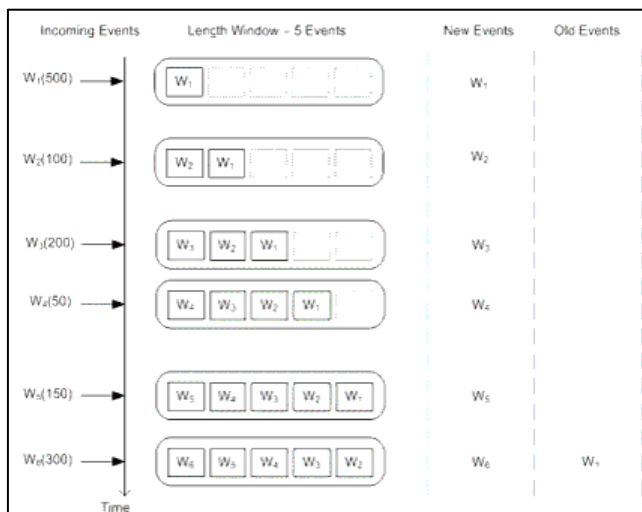 Incoming Events Length Window – 5 Events New Events Old Events
W₁(500) W₁ W₁
W₂(100) W₂ W₁ W₂
W₃(200) W₃ W₂ W₁ W₃
W₄(50) W₄ W₃ W₂ W₁ W₄
W₅(150) W₅ W₄ W₃ W₂ W₁ W₅
W₆(300) W₆ W₅ W₄ W₃ W₂ W₆ W₁
Time